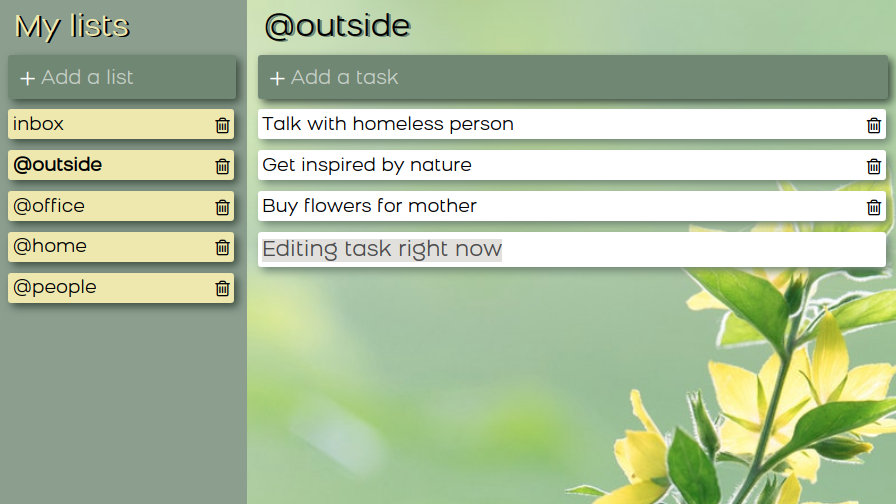 My lists
+ Add a list
inbox
@outside
@office
@home
@people
@outside
+ Add a task
Talk with homeless person
Get inspired by nature
Buy flowers for mother
Editing task right now